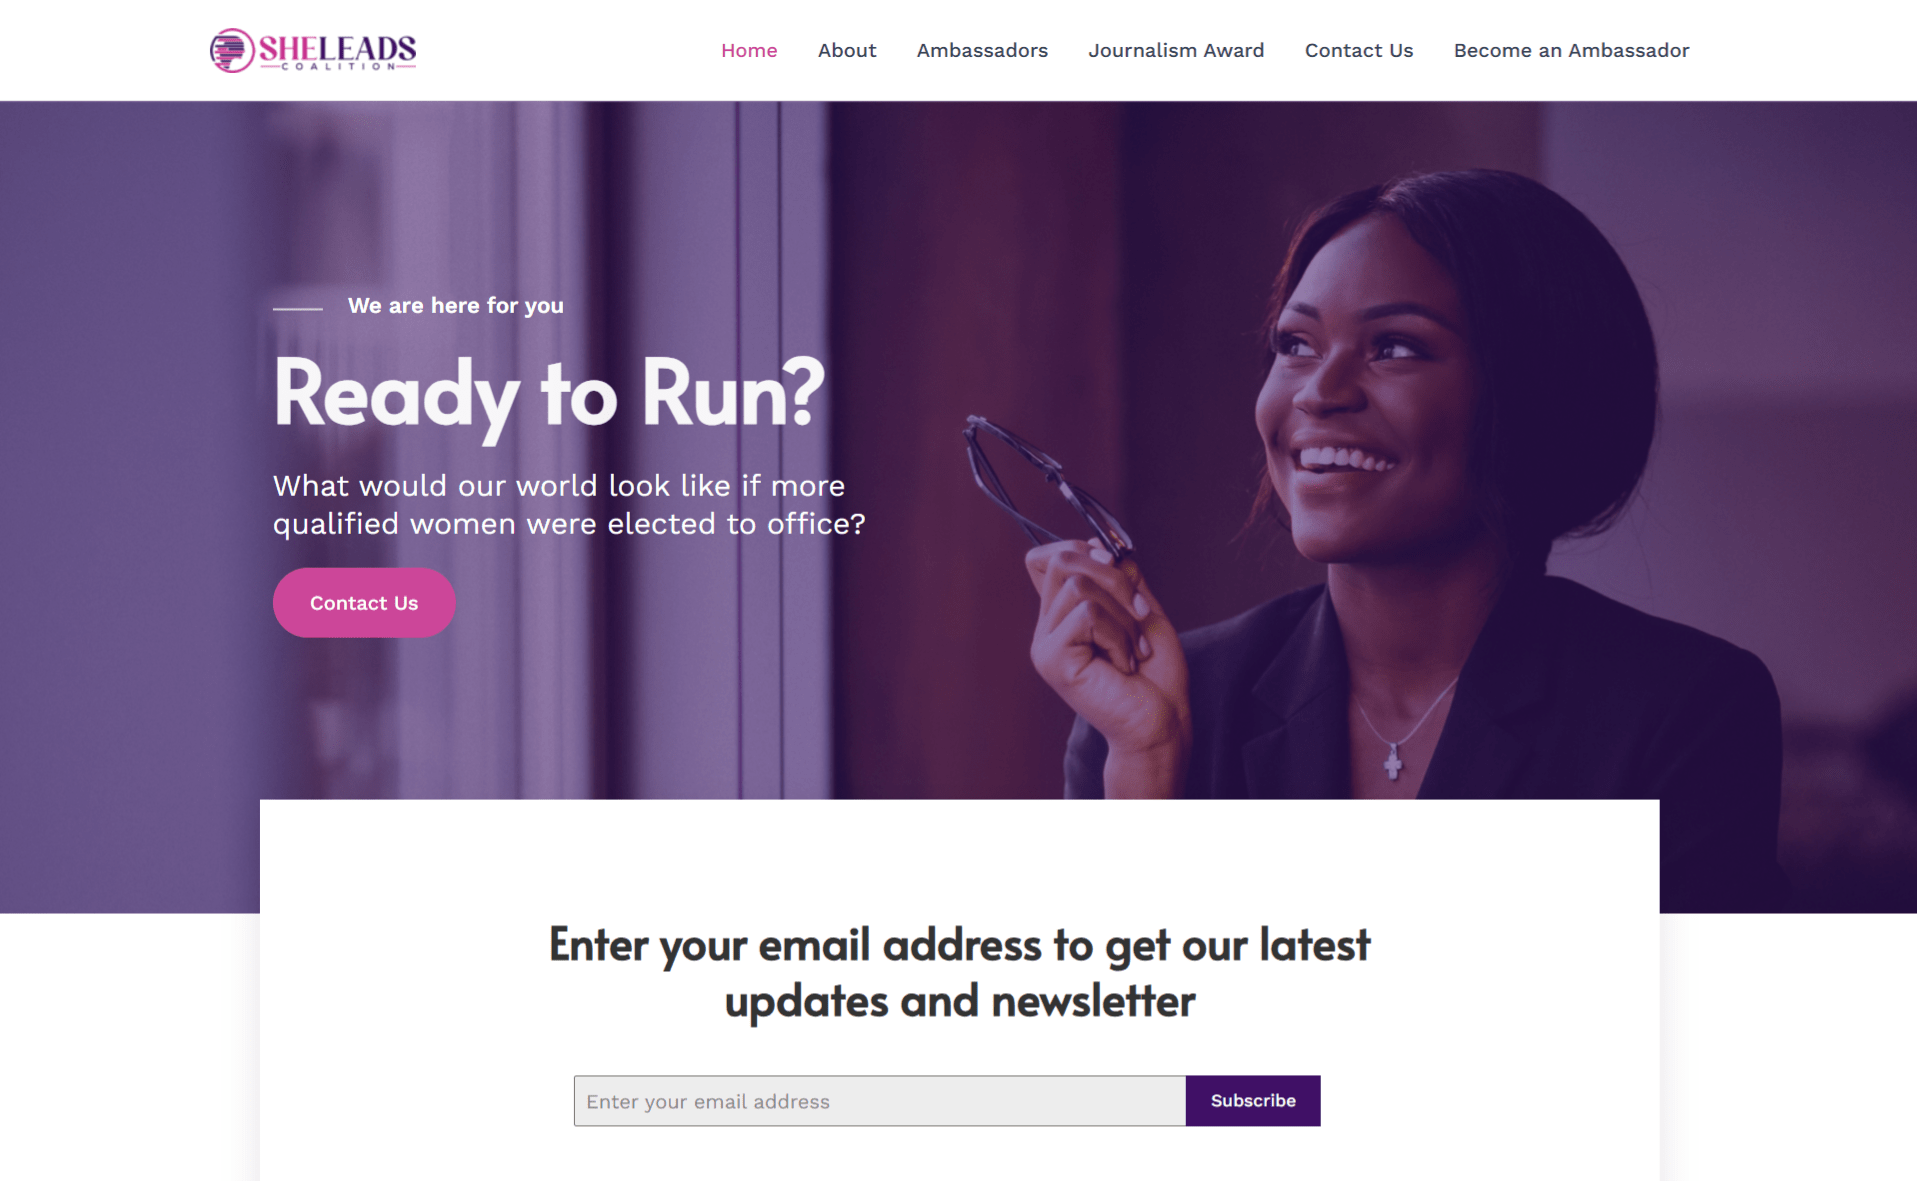 SHELEADS
COALITION
Home
About
Ambassadors
Journalism Award
Contact Us
Become an Ambassador
We are here for you
Ready to Run?
What would our world look like if more
qualified women were elected to office?
Contact Us
Enter your email address to get our latest
updates and newsletter
Enter your email address
Subscribe